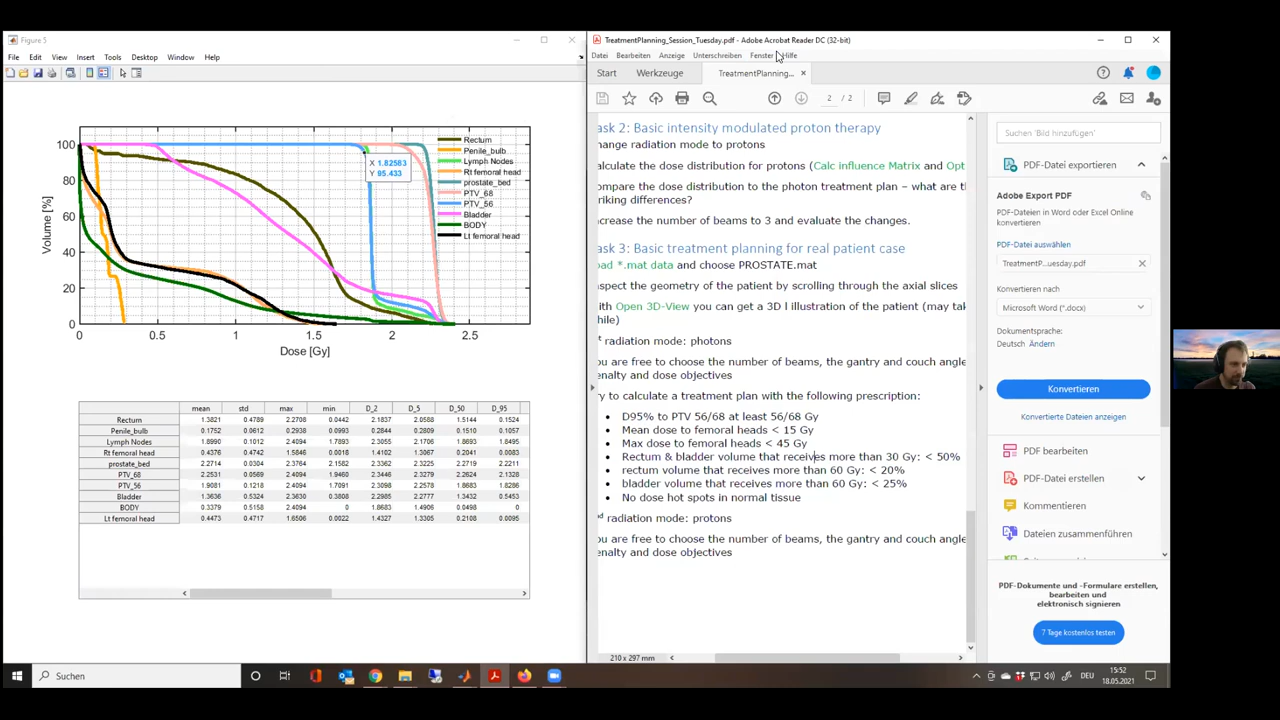 Figure 5
File Edit View Insert Tools Desktop Window Help
Volume [%]
100
80
60
40
20
0
0 0.5 1 1.5 2 2.5
Dose [Gy]
X 1.82583
Y 95.433
Rectum
Penile_bulb
Lymph Nodes
Rt femoral head
prostate_bed
PTV_68
PTV_56
Bladder
BODY
Lt femoral head
mean std max min D_2 D_5 D_50 D_95
Rectum 1.3821 0.4789 2.2708 0.0442 2.1837 2.0588 1.5144 0.1524
Penile_bulb 0.1752 0.0612 0.2938 0.0993 0.2844 0.2809 0.1510 0.1057
Lymph Nodes 1.8990 0.1012 2.4094 1.7893 2.3055 2.1706 1.8693 1.8495
Rt femoral head 0.4376 0.4742 1.5846 0.0018 1.4102 1.3067 0.2101
prostate_bed 2.2714 0.0304 2.3764 2.1582 2.3362 2.3225 2.2719 2.2211
PTV_68 2.2561 0.0438 2.4094 1.9460 2.3446 2.3257 2.2624 2.1328
PTV_56 1.9081 0.1218 2.4094 1.7091 2.3098 2.2561 1.8683 1.8286
Bladder 1.3636 0.5324 2.3630 0.3808 2.2985 2.2277 1.3432 0.5453
BODY 0.3379 0.5158 2.4094 0 1.8683 1.4906 0.0498 0
Lt femoral head 0.4473 0.4717 1.6506 0.0022 1.4327 1.3305 0.2108 0.0095
TreatmentPlanning_Session_Tuesday.pdf - Adobe Acrobat Reader DC (32-bit)
Datei Bearbeiten Anzeige Unterschreiben Fenster Hilfe
Start Werkzeuge TreatmentPlanning...
2 / 2
ask 2: Basic intensity modulated proton therapy
hange radiation mode to protons
alculate the dose distribution for protons (Calc influence Matrix and Opt
ompare the dose distribution to the photon treatment plan – what are th
riking differences?
crease the number of beams to 3 and evaluate the changes.
ask 3: Basic treatment planning for real patient case
oad *.mat data and choose PROSTATE.mat
spect the geometry of the patient by scrolling through the axial slices
ith Open 3D-View you can get a 3D I illustration of the patient (may tak
hile)
radiation mode: photons
ou are free to choose the number of beams, the gantry and couch angle
enalty and dose objectives
ry to calculate a treatment plan with the following prescription:
• D95% to PTV 56/68 at least 56/68 Gy
• Mean dose to femoral heads < 15 Gy
• Max dose to femoral heads < 45 Gy
• Rectum & bladder volume that receives more than 30 Gy: < 50%
• rectum volume that receives more than 60 Gy: < 20%
• bladder volume that receives more than 60 Gy: < 25%
• No dose hot spots in normal tissue
radiation mode: protons
ou are free to choose the number of beams, the gantry and couch angle
enalty and dose objectives
210 x 297 mm
Suchen 'Bild hinzufügen'
PDF-Datei exportieren
Adobe Export PDF
PDF-Dateien in Word oder Excel Online
konvertieren
PDF-Datei auswählen
TreatmentP...uesday.pdf
Konvertieren nach
Microsoft Word (*.docx)
Dokumentsprache:
Deutsch Ändern
Konvertieren
Konvertierte Dateien anzeigen
PDF bearbeiten
PDF-Datei erstellen
Kommentieren
Dateien zusammenführen
PDF-Dokumente und -Formulare erstellen,
bearbeiten und
elektronisch signieren
7 Tage kostenlos testen
Suchen
DEU
15:52
18.05.2021